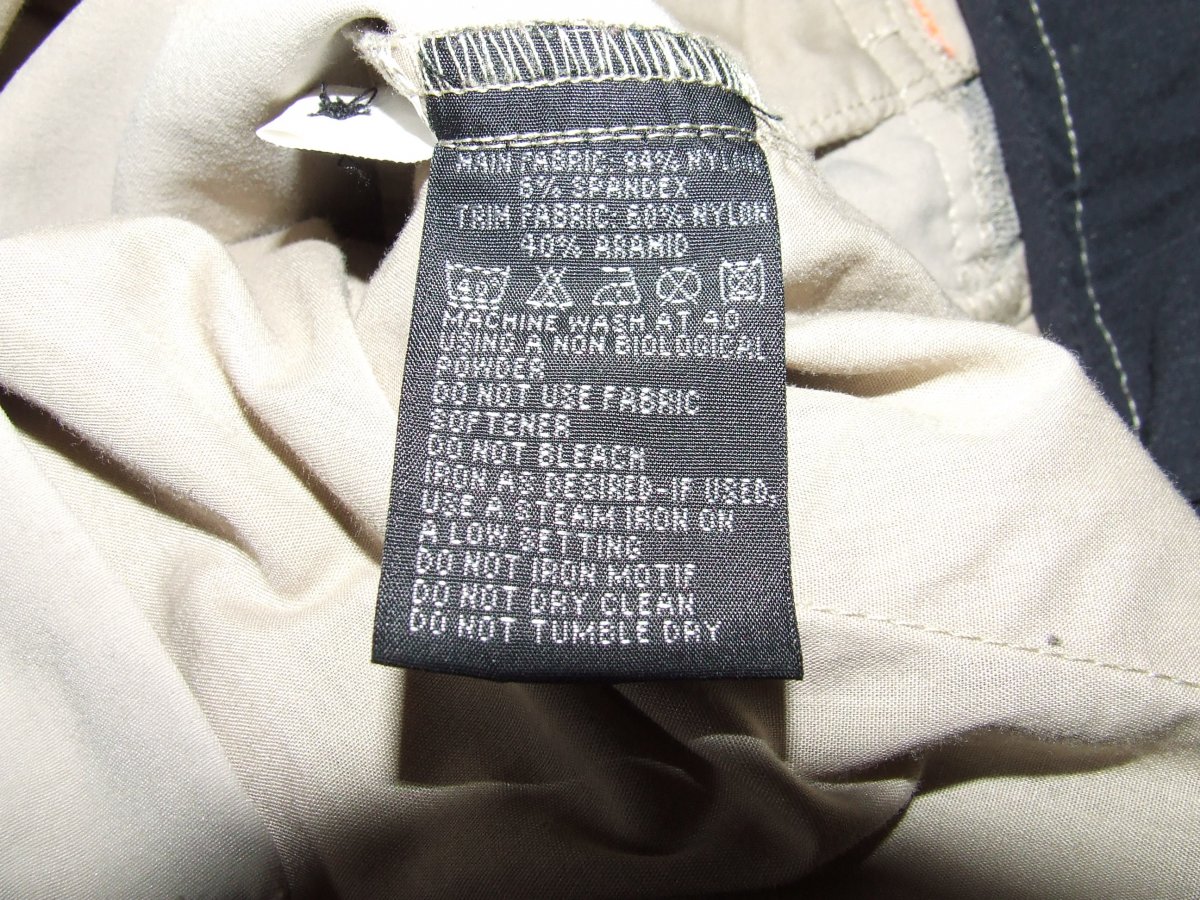 MAIN FABRIC: 94% NYLON
6% SPANDEX
TRIM FABRIC: 60% NYLON
40% ARAMID
40
MACHINE WASH AT 40
USING A NON BIOLOGICAL
POWDER
DO NOT USE FABRIC
SOFTENER
DO NOT BLEACH
IRON AS DESIRED-IF USED,
USE A STEAM IRON ON
A LOW SETTING
DO NOT IRON MOTIF
DO NOT DRY CLEAN
DO NOT TUMBLE DRY